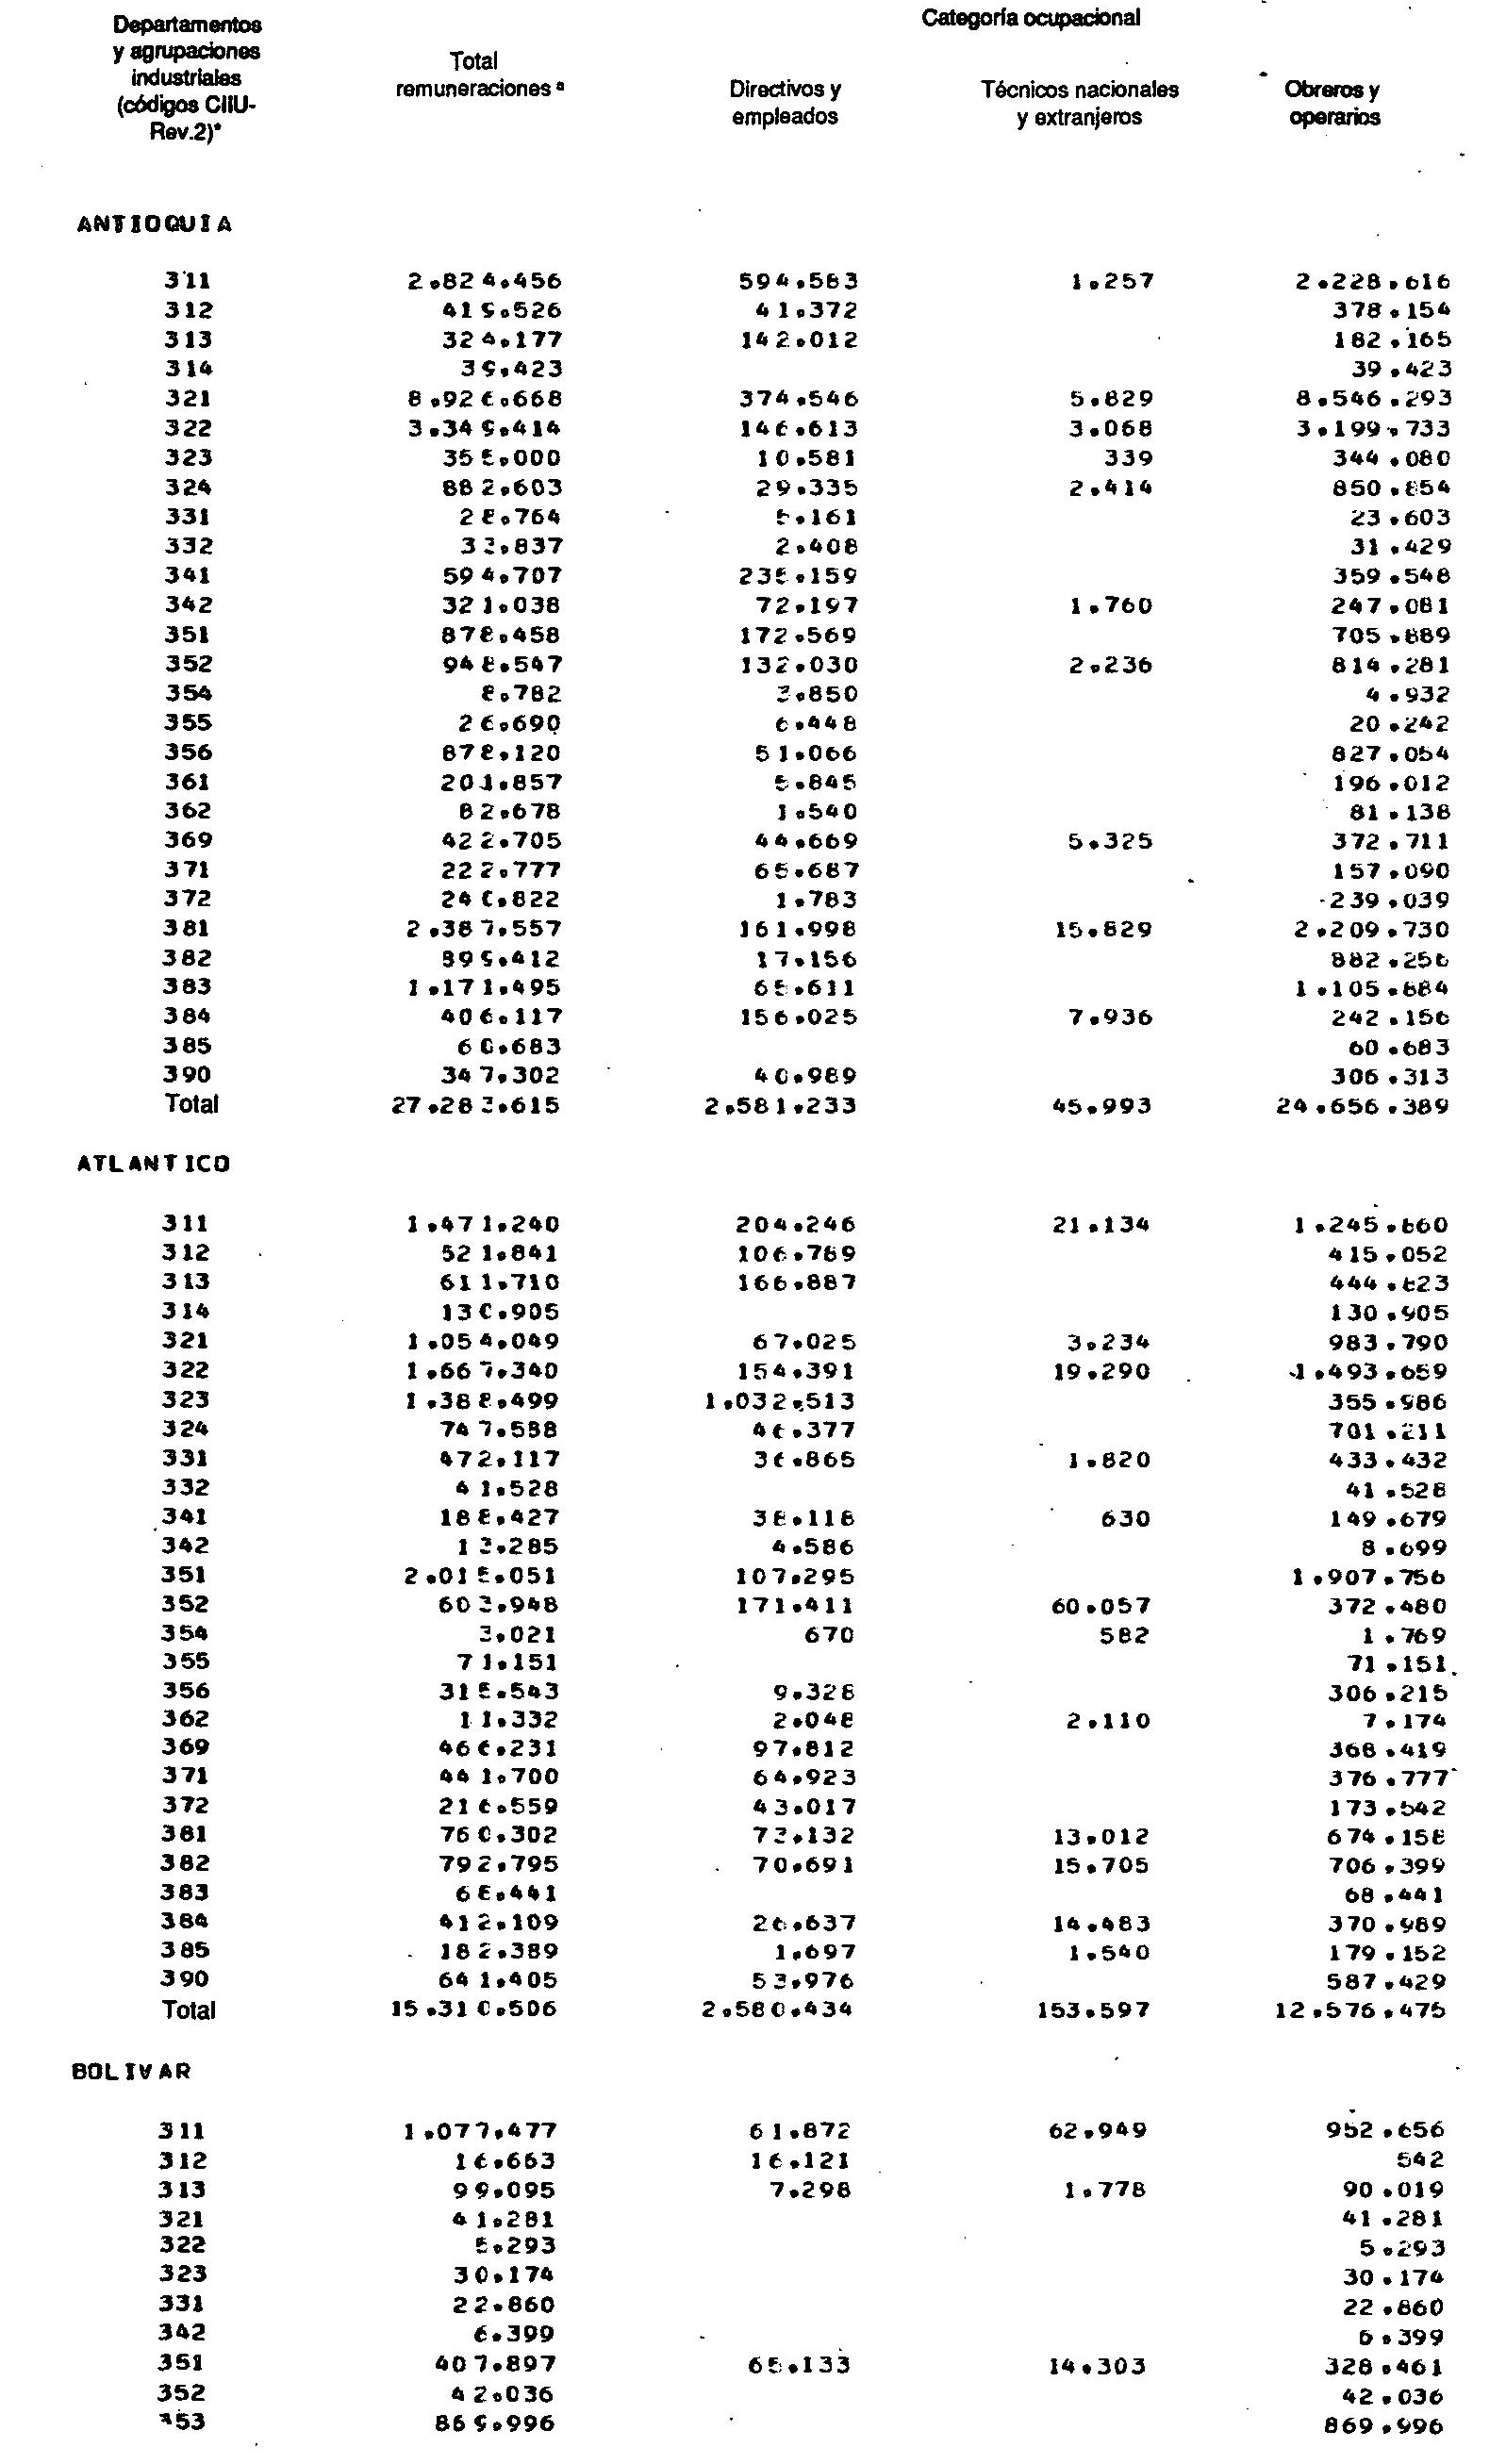 Departamentos y agrupaciones industriales (códigos CIIU-Rev.2)* Total remuneraciones a Categoría ocupacional
Directivos y empleados Técnicos nacionales y extranjeros Obreros y operarios
ANTIOQUIA
311 2.824.456 594.583 1.257 2.228.616
312 419.526 41.372 378.154
313 324.177 142.012 182.165
314 39.423 39.423
321 8.926.668 374.546 5.829 8.546.293
322 3.349.414 146.613 3.068 3.199.733
323 355.000 10.581 339 344.080
324 882.603 29.335 2.414 850.854
331 28.764 5.161 23.603
332 33.837 2.408 31.429
341 594.707 235.159 359.548
342 321.038 72.197 1.760 247.081
351 878.458 172.569 705.889
352 948.547 132.030 2.236 814.281
354 8.782 3.850 4.932
355 26.690 6.448 20.242
356 878.120 51.066 827.054
361 201.857 5.845 196.012
362 82.678 1.540 81.138
369 422.705 44.669 5.325 372.711
371 222.777 65.687 157.090
372 240.822 1.783 239.039
381 2.387.557 161.998 15.829 2.209.730
382 899.412 17.156 882.256
383 1.171.495 65.611 1.105.884
384 406.117 156.025 7.936 242.156
385 60.683 60.683
390 347.302 40.989 306.313
Total 27.283.615 2.581.233 45.993 24.656.389
ATLANTICO
311 1.471.240 204.246 21.134 1.245.860
312 521.841 106.789 415.052
313 611.710 166.887 444.823
314 130.905 130.905
321 1.054.049 67.025 3.234 983.790
322 1.667.340 154.391 19.290 1.493.659
323 1.388.499 1.032.513 355.986
324 747.588 46.377 701.211
331 472.117 36.865 1.820 433.432
332 41.528 41.528
341 188.427 38.118 630 149.679
342 13.285 4.586 8.699
351 2.015.051 107.295 1.907.756
352 603.948 171.411 60.057 372.480
354 3.021 670 582 1.769
355 71.151 71.151
356 315.543 9.328 306.215
362 11.332 2.048 2.110 7.174
369 466.231 97.812 368.419
371 441.700 64.923 376.777
372 216.559 43.017 173.542
381 760.302 73.132 13.012 674.158
382 792.795 70.691 15.705 706.399
383 68.441 68.441
384 412.109 26.637 14.483 370.989
385 182.389 1.697 1.540 179.152
390 641.405 53.976 587.429
Total 15.310.506 2.580.434 153.597 12.576.475
BOLIVAR
311 1.077.477 61.872 62.949 952.656
312 16.663 16.121 542
313 99.095 7.298 1.778 90.019
321 41.281 41.281
322 5.293 5.293
323 30.174 30.174
331 22.860 22.860
342 6.399 6.399
351 407.897 65.133 14.303 328.461
352 42.036 42.036
353 869.996 869.996